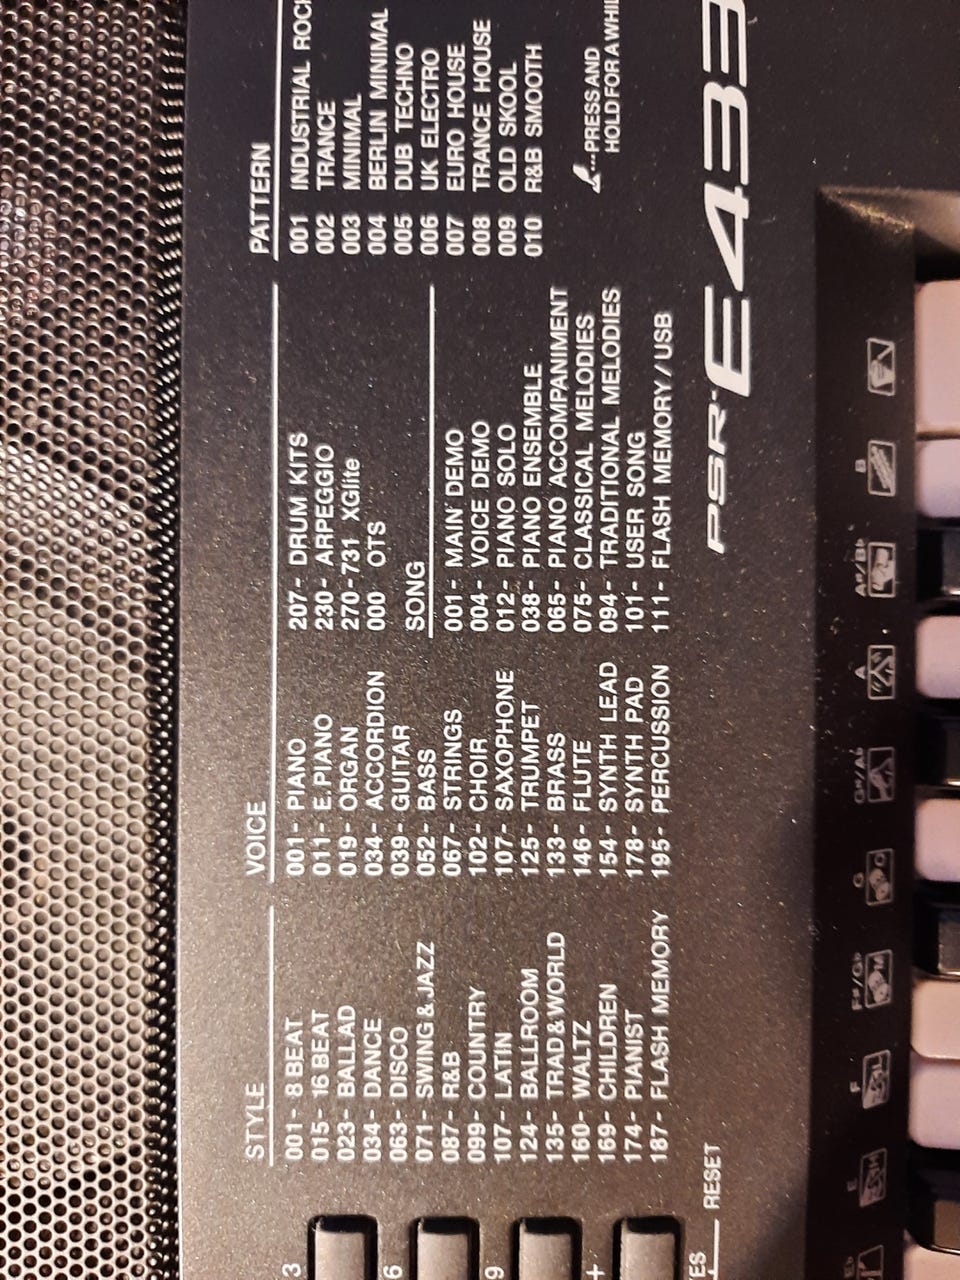 STYLE
001- 8 BEAT
015- 16 BEAT
023- BALLAD
034- DANCE
063- DISCO
071- SWING&JAZZ
087- R&B
099- COUNTRY
107- LATIN
124- BALLROOM
135- TRAD&WORLD
160- WALTZ
169- CHILDREN
174- PIANIST
187- FLASH MEMORY
VOICE
001- PIANO
011- E.PIANO
019- ORGAN
034- ACCORDION
039- GUITAR
052- BASS
067- STRINGS
102- CHOIR
107- SAXOPHONE
125- TRUMPET
133- BRASS
146- FLUTE
154- SYNTH LEAD
178- SYNTH PAD
195- PERCUSSION
207- DRUM KITS
230- ARPEGGIO
270-731 XGlite
000 OTS
SONG
001- MAIN DEMO
004- VOICE DEMO
012- PIANO SOLO
038- PIANO ENSEMBLE
065- PIANO ACCOMPANIMENT
075- CLASSICAL MELODIES
094- TRADITIONAL MELODIES
101- USER SONG
111- FLASH MEMORY/USB
PATTERN
001 INDUSTRIAL ROC
002 TRANCE
003 MINIMAL
004 BERLIN MINIMAL
005 DUB TECHNO
006 UK ELECTRO
007 EURO HOUSE
008 TRANCE HOUSE
009 OLD SKOOL
010 R&B SMOOTH
···PRESS AND
HOLD FOR A WHIL
PSR-E433
3
6
9
+
RESET
E
F
F#/G♭
G
G#/A♭
A
A#/B♭
B